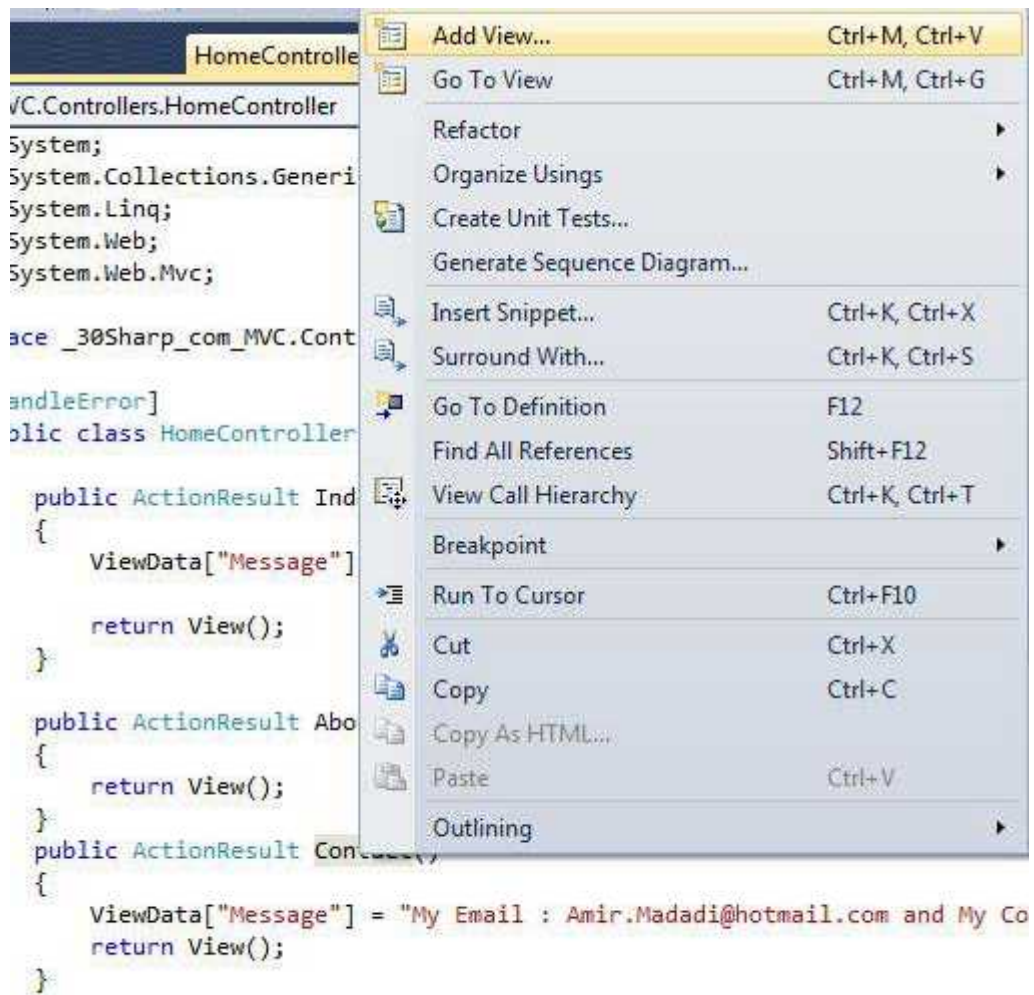 HomeControlle
VC.Controllers.HomeController
System;
System.Collections.Generi
System.Linq;
System.Web;
System.Web.Mvc;
ace _30Sharp_com_MVC.Cont
andleError]
blic class HomeController
public ActionResult Ind
{
ViewData["Message"]
return View();
}
public ActionResult Abo
{
return View();
}
public ActionResult Contact()
{
ViewData["Message"] = "My Email : Amir.Madadi@hotmail.com and My Co
return View();
}
Add View... Ctrl+M, Ctrl+V
Go To View Ctrl+M, Ctrl+G
Refactor
Organize Usings
Create Unit Tests...
Generate Sequence Diagram...
Insert Snippet... Ctrl+K, Ctrl+X
Surround With... Ctrl+K, Ctrl+S
Go To Definition F12
Find All References Shift+F12
View Call Hierarchy Ctrl+K, Ctrl+T
Breakpoint
Run To Cursor Ctrl+F10
Cut Ctrl+X
Copy Ctrl+C
Copy As HTML...
Paste Ctrl+V
Outlining